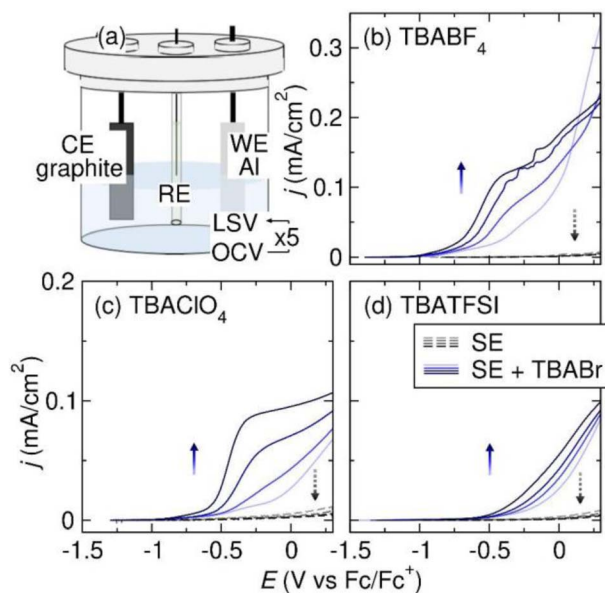 (a)
CE
graphite
RE
WE
Al
LSV
OCV
x5
(b) TBABF4
j (mA/cm²)
0.3
0.2
0.1
0
(c) TBAClO4
j (mA/cm²)
0.2
0.1
0
-1.5 -1 -0.5 0
(d) TBATFSI
SE
SE + TBABr
-1.5 -1 -0.5 0
E (V vs Fc/Fc⁺)